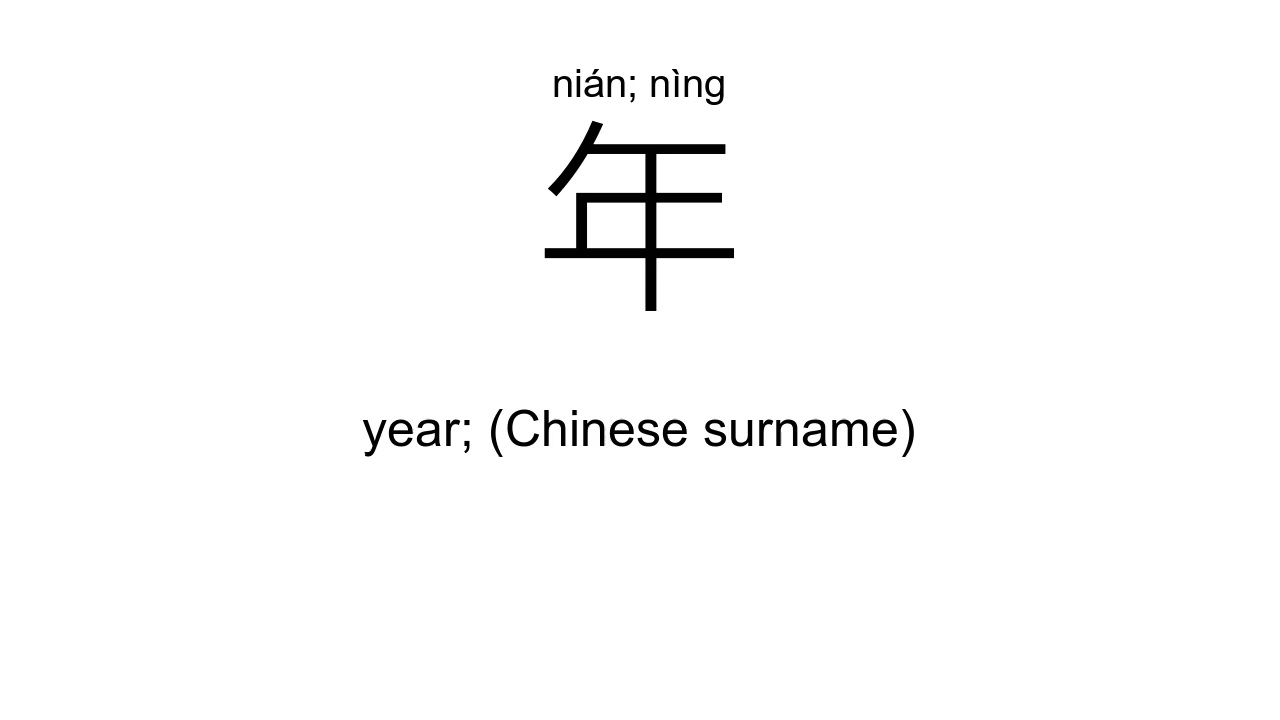 nián; nìng
年
year; (Chinese surname)